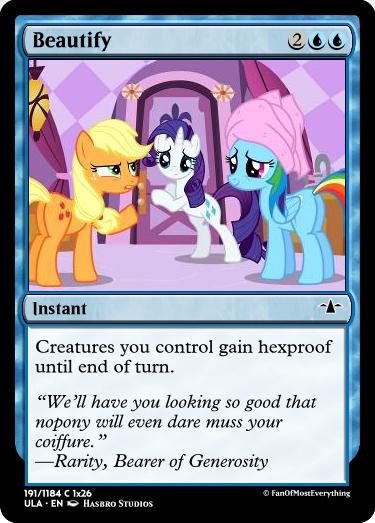 Beautify 2
Instant
Creatures you control gain hexproof
until end of turn.
“We’ll have you looking so good that
nopony will even dare muss your
coiffure.”
—Rarity, Bearer of Generosity
191/1184 C 1x26
ULA • EN Hasbro Studios
© FanOfMostEverything